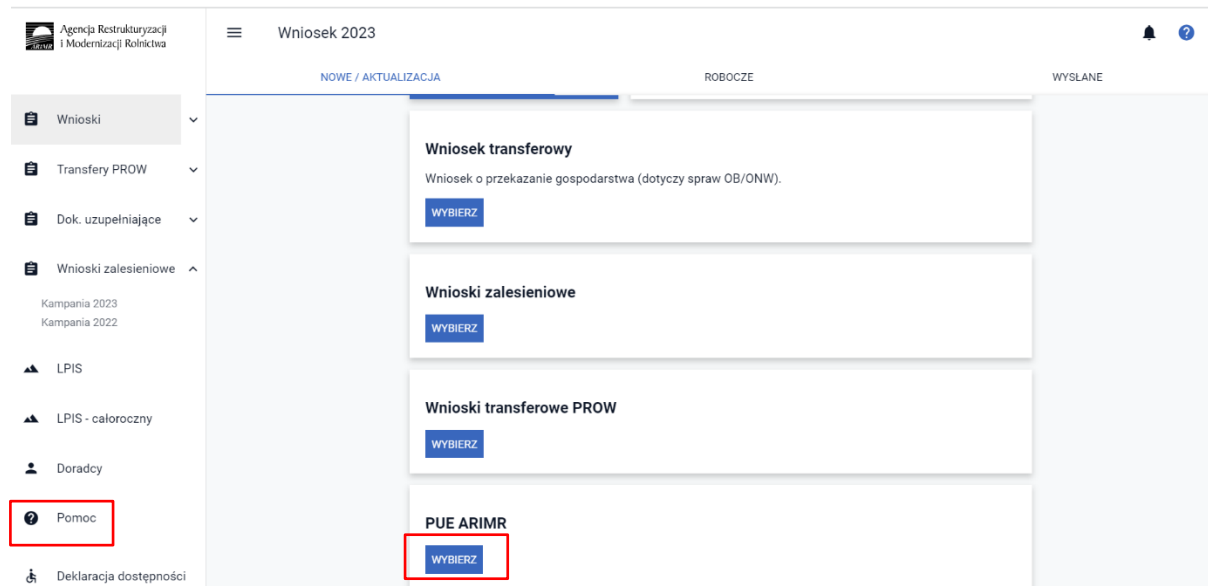 Agencja Restrukturyzacji
i Modernizacji Rolnictwa
ARiMR
Wniosek 2023
NOWE / AKTUALIZACJA
ROBOCZE
WYSŁANE
Wnioski
Transfery PROW
Dok. uzupełniające
Wnioski zalesieniowe
Kampania 2023
Kampania 2022
LPIS
LPIS - całoroczny
Doradcy
Pomoc
Deklaracja dostępności
Wniosek transferowy
Wniosek o przekazanie gospodarstwa (dotyczy spraw OB/ONW).
WYBIERZ
Wnioski zalesieniowe
WYBIERZ
Wnioski transferowe PROW
WYBIERZ
PUE ARIMR
WYBIERZ